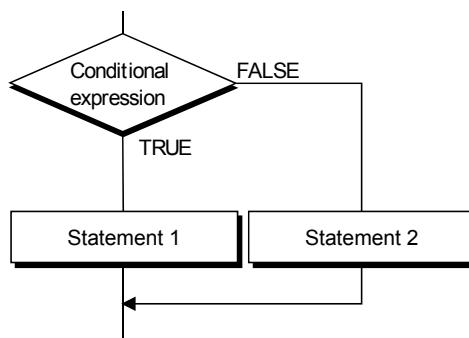 Conditional
expression
FALSE
TRUE
Statement 1
Statement 2